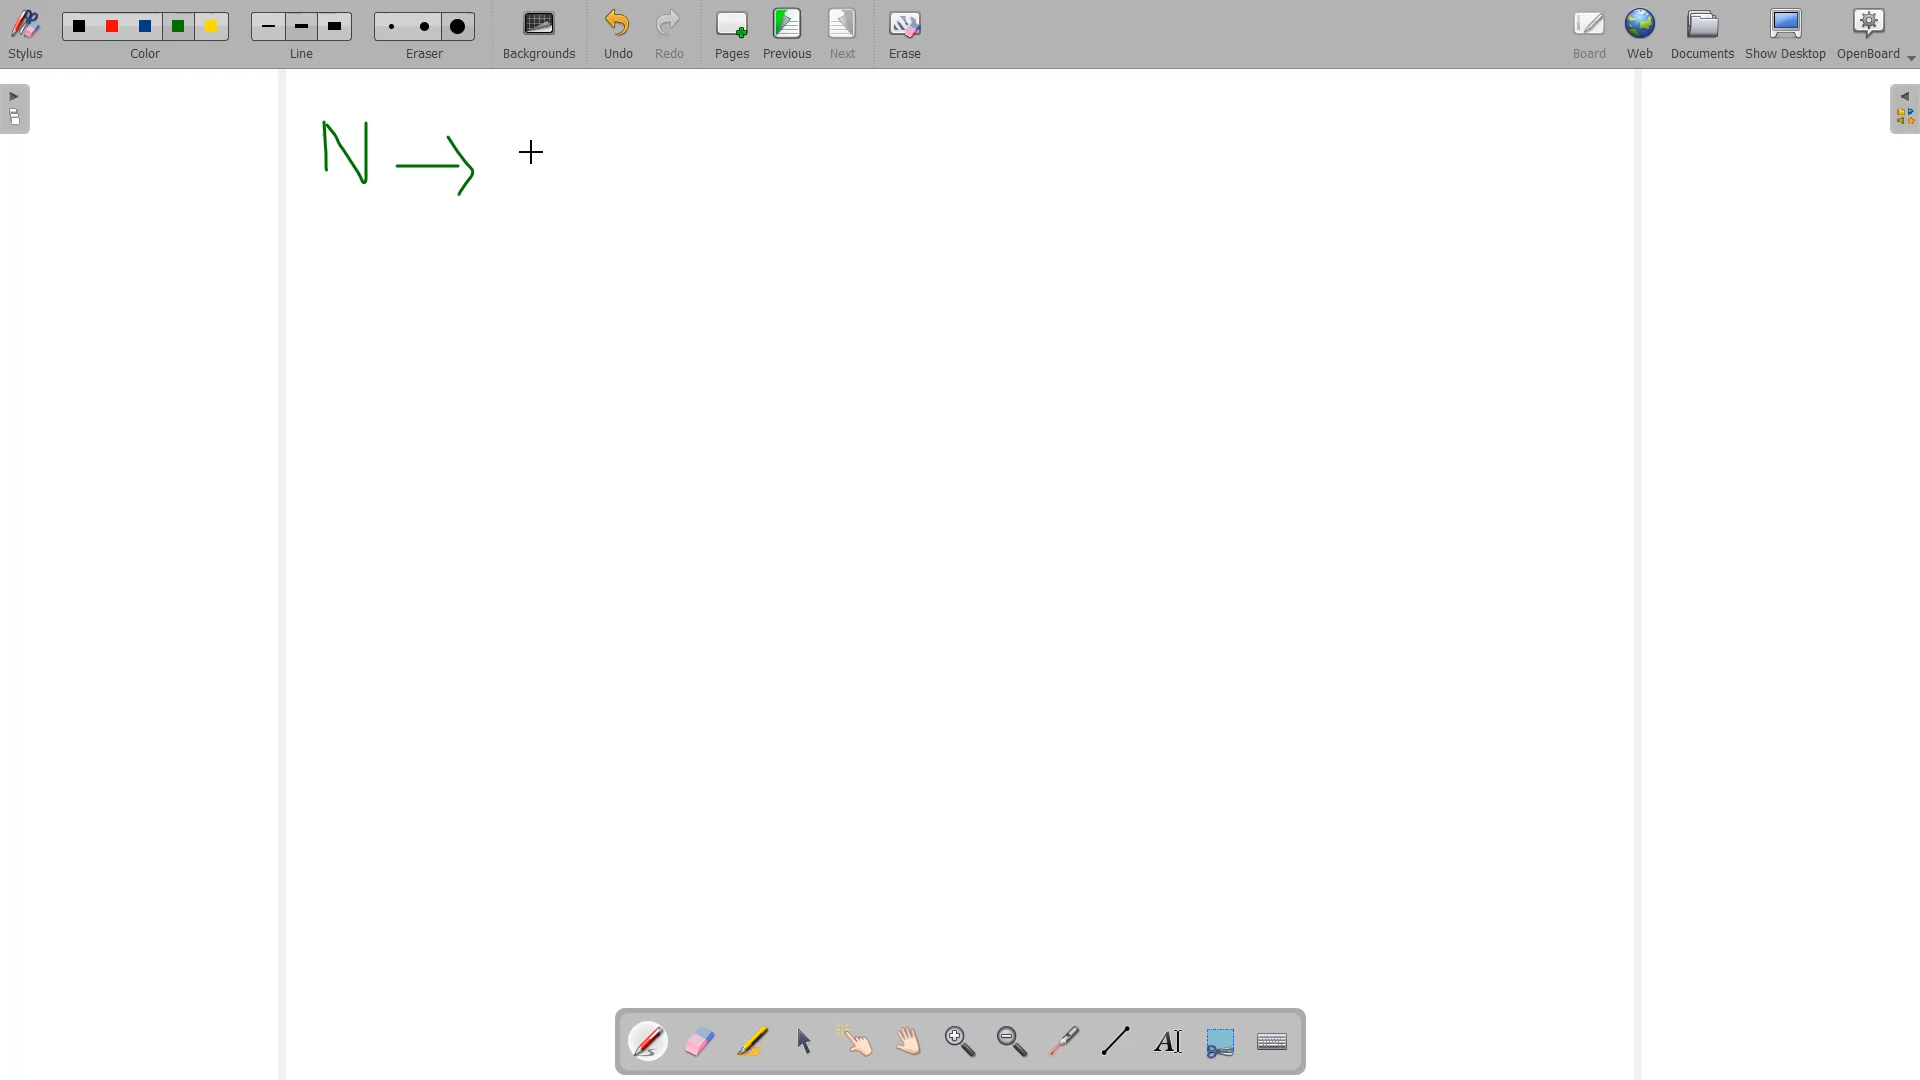 Stylus Color Line Eraser Backgrounds Undo Redo Pages Previous Next Erase Board Web Documents Show Desktop OpenBoard
N →